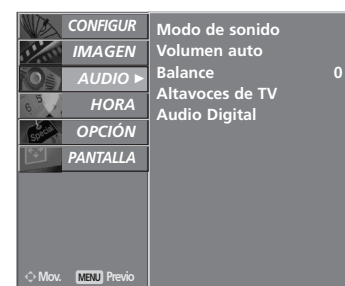 CONFIGUR
IMAGEN
AUDIO ►
HORA
OPCIÓN
PANTALLA
Modo de sonido
Volumen auto
Balance 0
Altavoces de TV
Audio Digital
Mov. MENU Previo